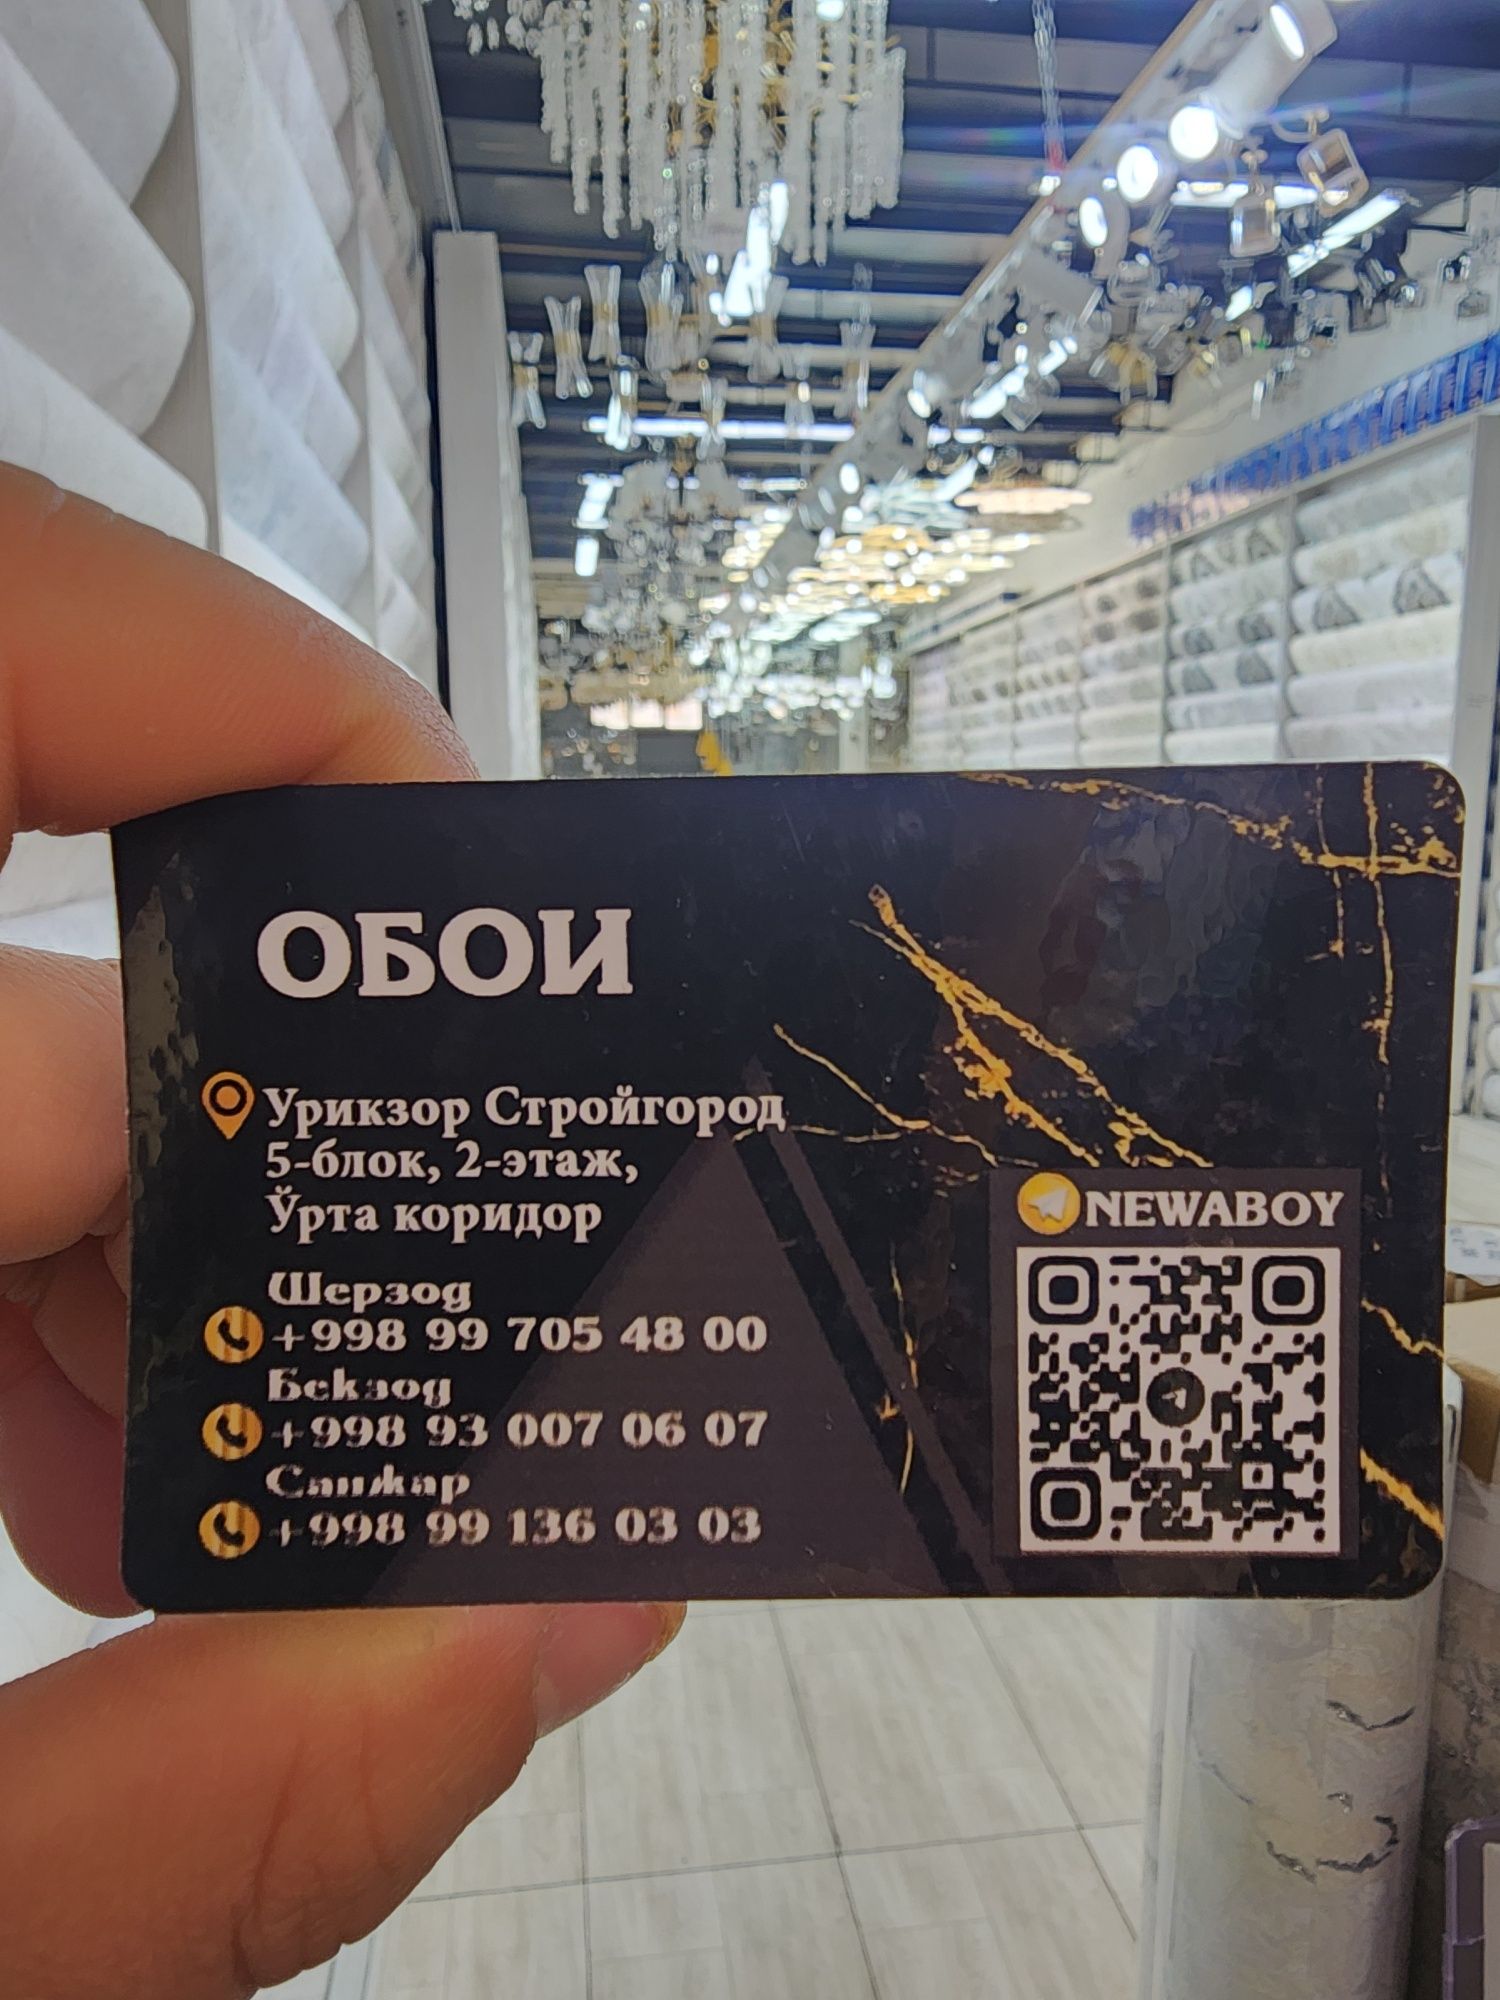 ОБОИ
Урикзор Стройгород
5-блок, 2-этаж,
Ўрта коридор
Шерзод
+998 99 705 48 00
Бекзод
+998 93 007 06 07
Санжар
+998 99 136 03 03
NEWABOY